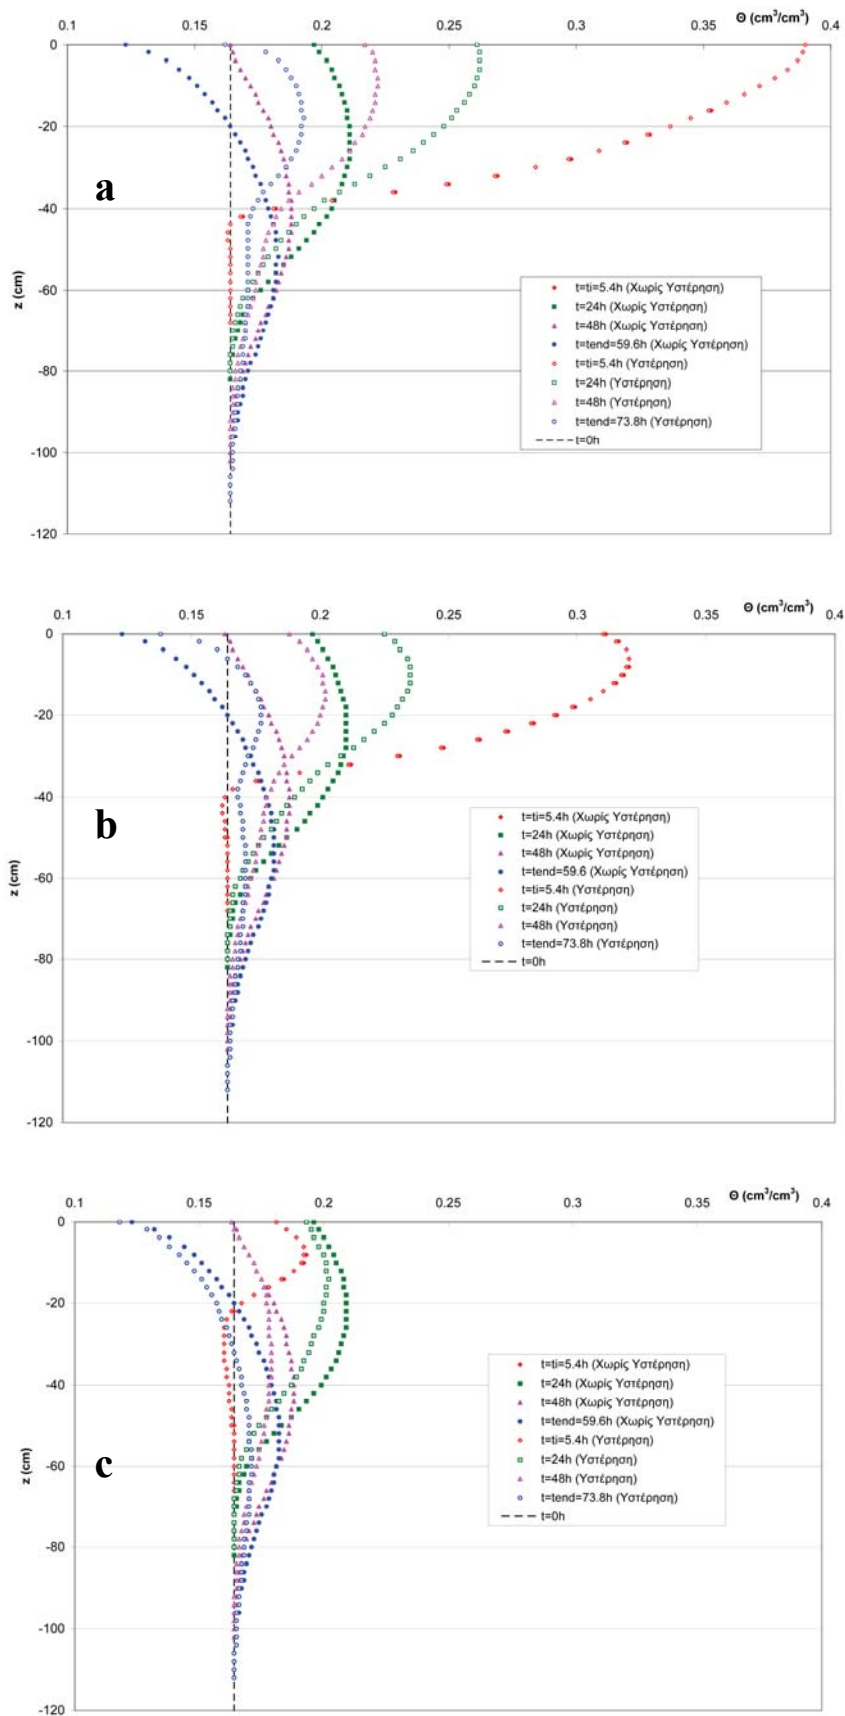 0.15 0.2 0.25 0.3 0.35 Θ (cm³/cm³) 0.4
0
-20
-40
-60
-80
-100
-120
0.1
z (cm)
a
t=ti=5.4h (Χωρίς Υστέρηση)
t=24h (Χωρίς Υστέρηση)
t=48h (Χωρίς Υστέρηση)
t=tend=59.6h (Χωρίς Υστέρηση)
t=ti=5.4h (Υστέρηση)
t=24h (Υστέρηση)
t=48h (Υστέρηση)
t=tend=73.8h (Υστέρηση)
t=0h
0.1 0.15 0.2 0.25 0.3 0.35 Θ (cm³/cm³) 0.4
0
-20
-40
-60
-80
-100
-120
z (cm)
b
t=ti=5.4h (Χωρίς Υστέρηση)
t=24h (Χωρίς Υστέρηση)
t=48h (Χωρίς Υστέρηση)
t=tend=59.6 (Χωρίς Υστέρηση)
t=ti=5.4h (Υστέρηση)
t=24h (Υστέρηση)
t=48h (Υστέρηση)
t=tend=73.8h (Υστέρηση)
t=0h
0.1 0.15 0.2 0.25 0.3 0.35 Θ (cm³/cm³) 0.4
0
-20
-40
-60
-80
-100
-120
z (cm)
c
t=ti=5.4h (Χωρίς Υστέρηση)
t=24h (Χωρίς Υστέρηση)
t=48h (Χωρίς Υστέρηση)
t=tend=59.6h (Χωρίς Υστέρηση)
t=ti=5.4h (Υστέρηση)
t=24h (Υστέρηση)
t=48h (Υστέρηση)
t=tend=73.8h (Υστέρηση)
t=0h